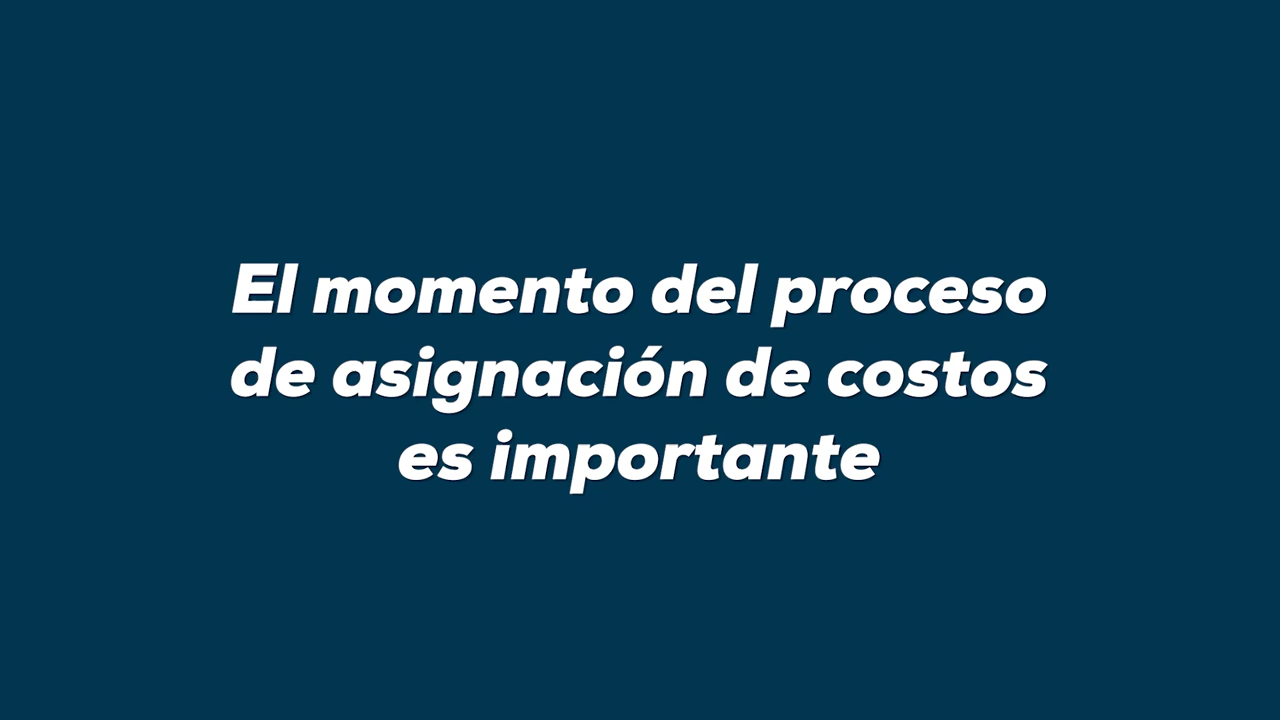 El momento del proceso
de asignación de costos
es importante